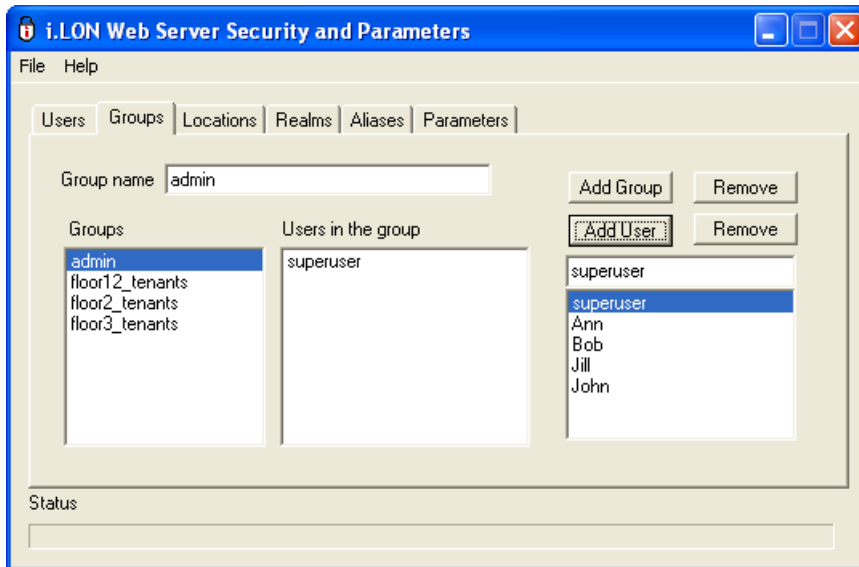 i.LON Web Server Security and Parameters
File Help
Users Groups Locations Realms Aliases Parameters
Group name admin
Add Group Remove
Groups Users in the group
Add User Remove
admin
floor12_tenants
floor2_tenants
floor3_tenants
superuser
superuser
superuser
Ann
Bob
Jill
John
Status